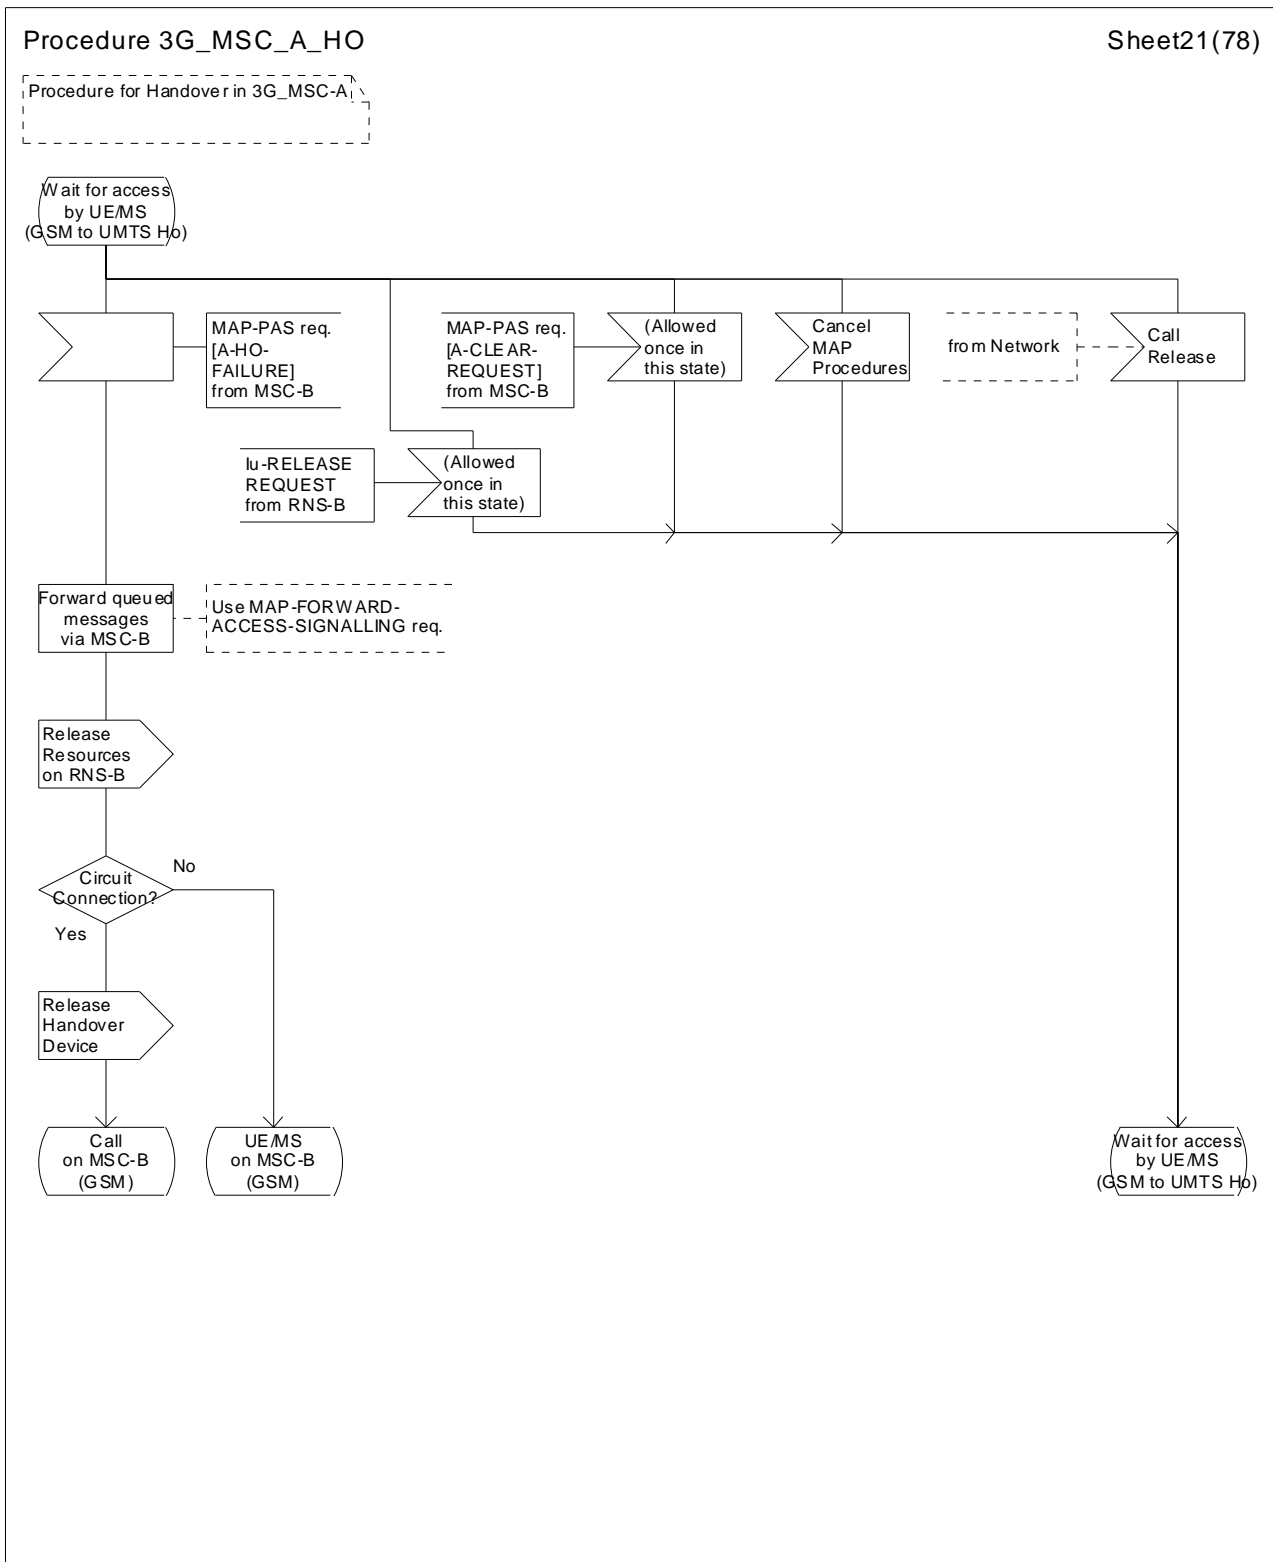 Procedure 3G_MSC_A_HO
Sheet21(78)
Procedure for Handover in 3G_MSC-A
Wait for access
by UE/MS
(GSM to UMTS Ho)
MAP-PAS req.
[A-HO-
FAILURE]
from MSC-B
MAP-PAS req.
[A-CLEAR-
REQUEST]
from MSC-B
(Allowed
once in
this state)
Cancel
MAP
Procedures
from Network
Call
Release
Iu-RELEASE
REQUEST
from RNS-B
(Allowed
once in
this state)
Forward queued
messages
via MSC-B
Use MAP-FORWARD-
ACCESS-SIGNALLING req.
Release
Resources
on RNS-B
Circuit
Connection?
No
Yes
Release
Handover
Device
Call
on MSC-B
(GSM)
UE/MS
on MSC-B
(GSM)
Wait for access
by UE/MS
(GSM to UMTS Ho)